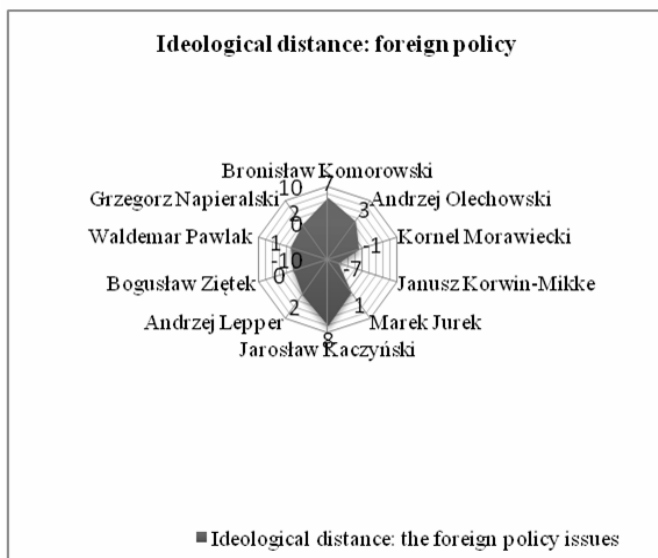 Ideological distance: foreign policy
Bronisław Komorowski
10 7
Grzegorz Napieralski Andrzej Olechowski
2 3
0
Waldemar Pawlak 1 -1 Kornel Morawiecki
-10 -7
Bogusław Ziętek 0 Janusz Korwin-Mikke
Andrzej Lepper 2 1 Marek Jurek
8
Jarosław Kaczyński
Ideological distance: the foreign policy issues